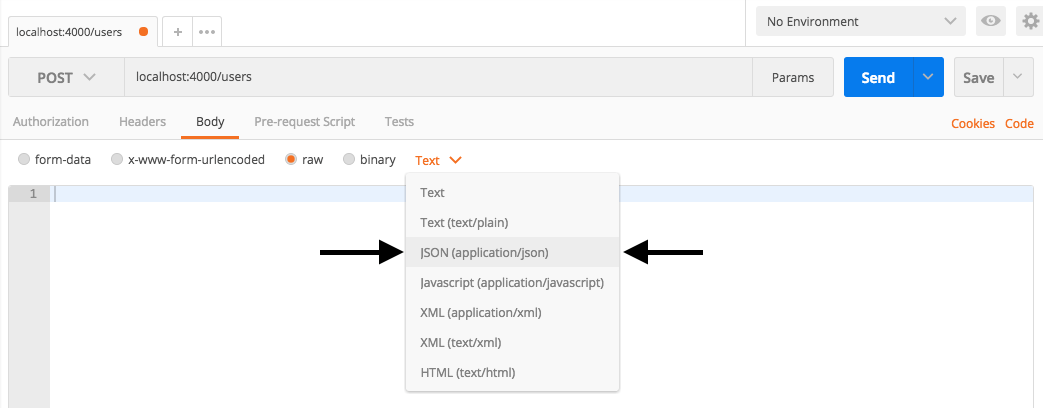 localhost:4000/users
No Environment
POST localhost:4000/users Params Send Save
Authorization Headers Body Pre-request Script Tests Cookies Code
form-data x-www-form-urlencoded raw binary Text
1
Text
Text (text/plain)
JSON (application/json)
Javascript (application/javascript)
XML (application/xml)
XML (text/xml)
HTML (text/html)